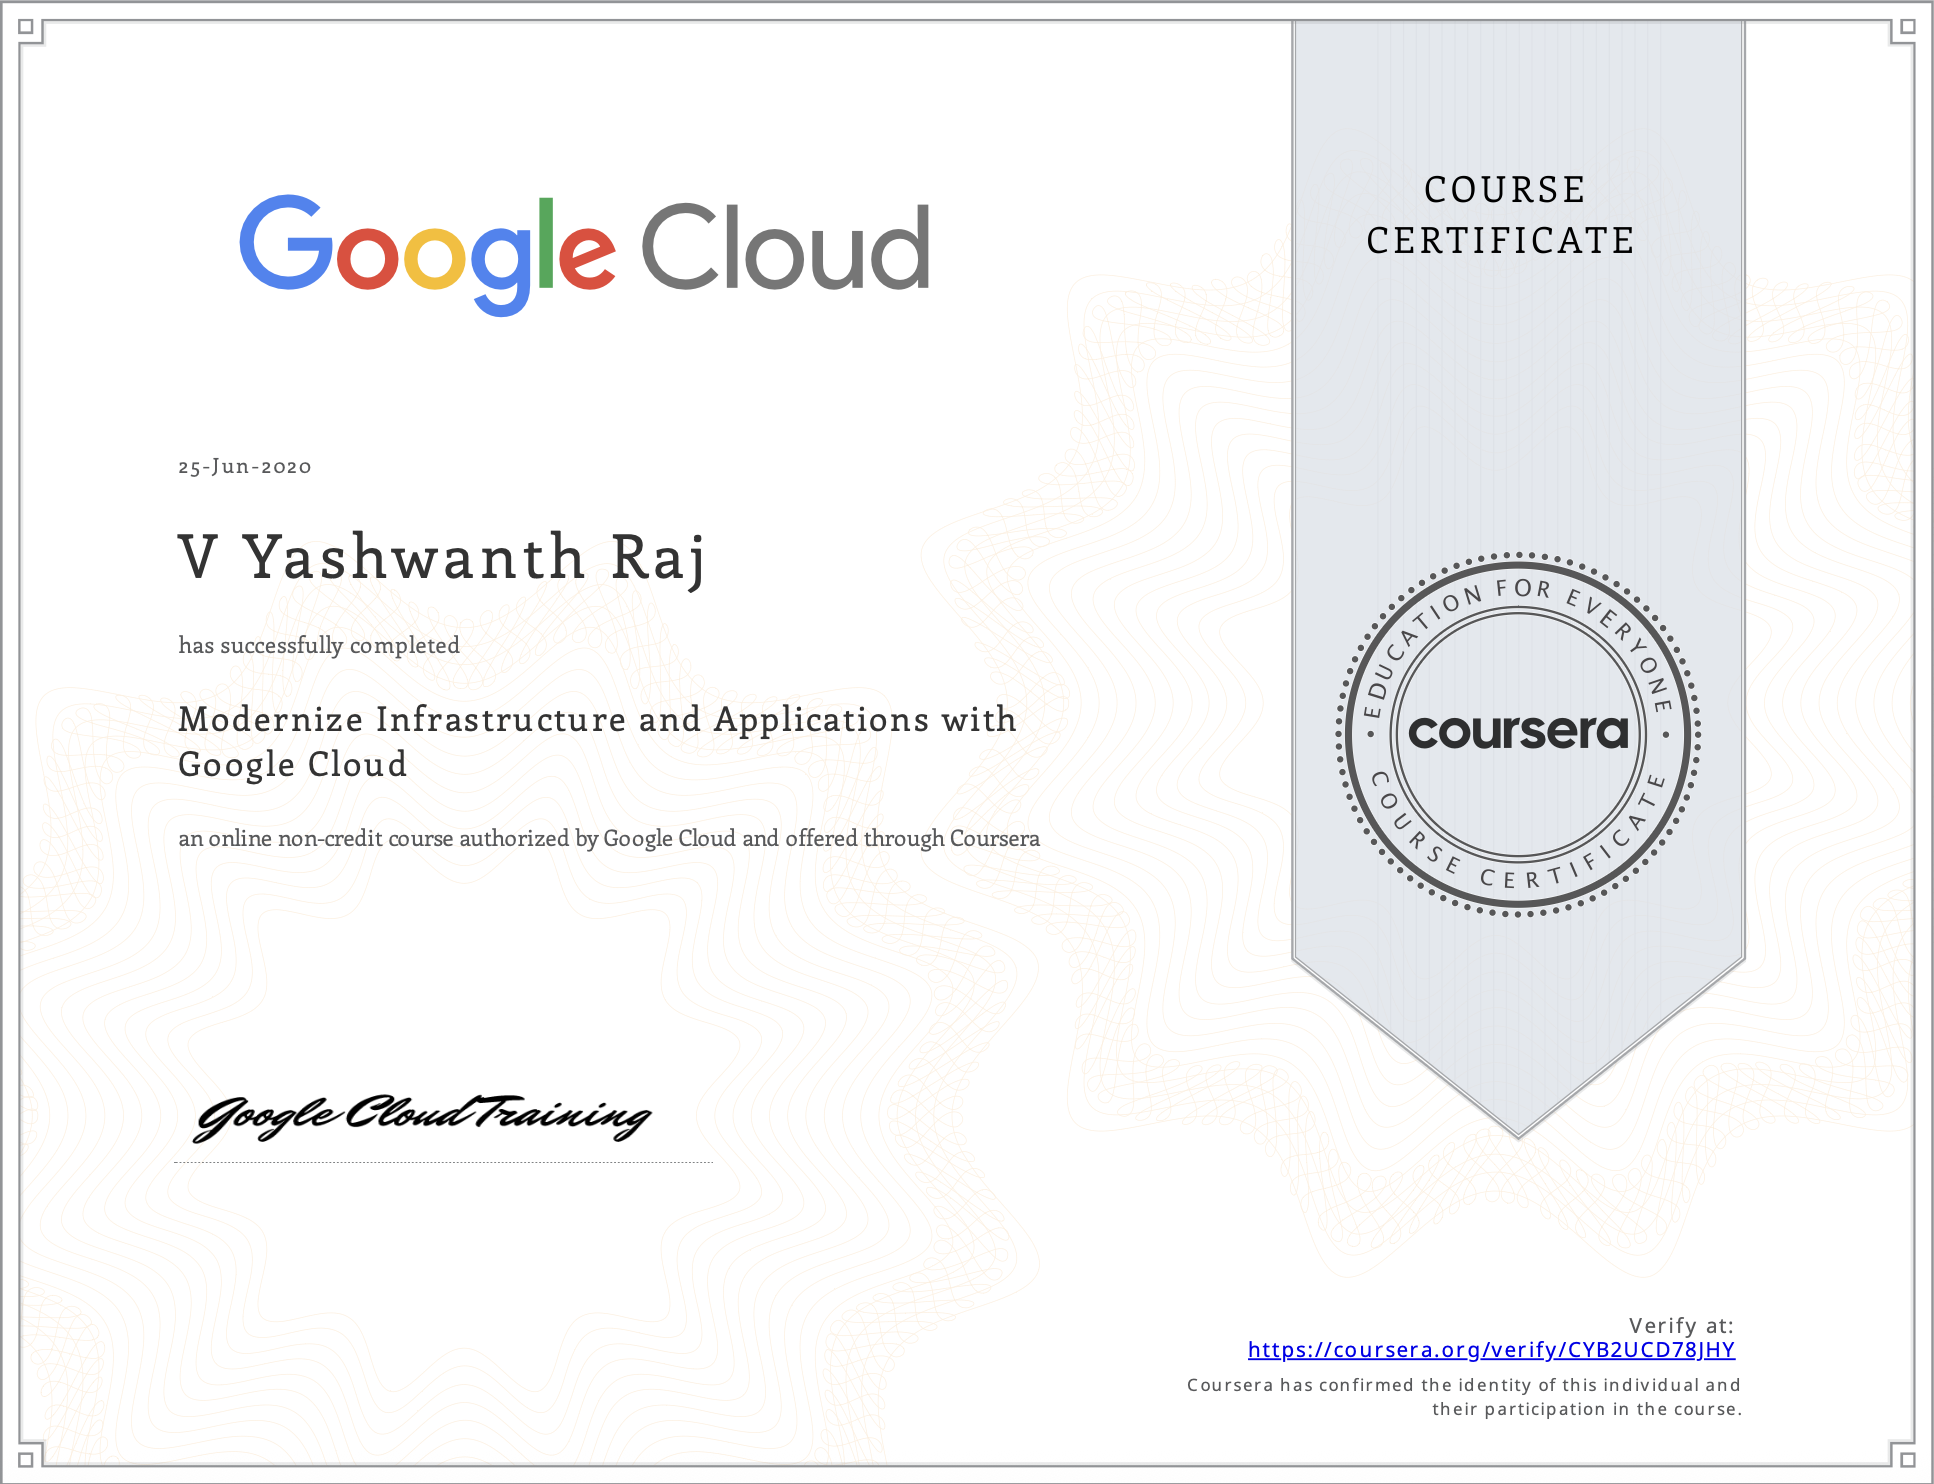 Google Cloud
COURSE
CERTIFICATE
25-Jun-2020
V Yashwanth Raj
has successfully completed
Modernize Infrastructure and Applications with
Google Cloud
an online non-credit course authorized by Google Cloud and offered through Coursera
EDUCATION FOR EVERYONE
coursera
COURSE CERTIFICATE
Google Cloud Training
Verify at:
https://coursera.org/verify/CYB2UCD78JHY
Coursera has confirmed the identity of this individual and
their participation in the course.